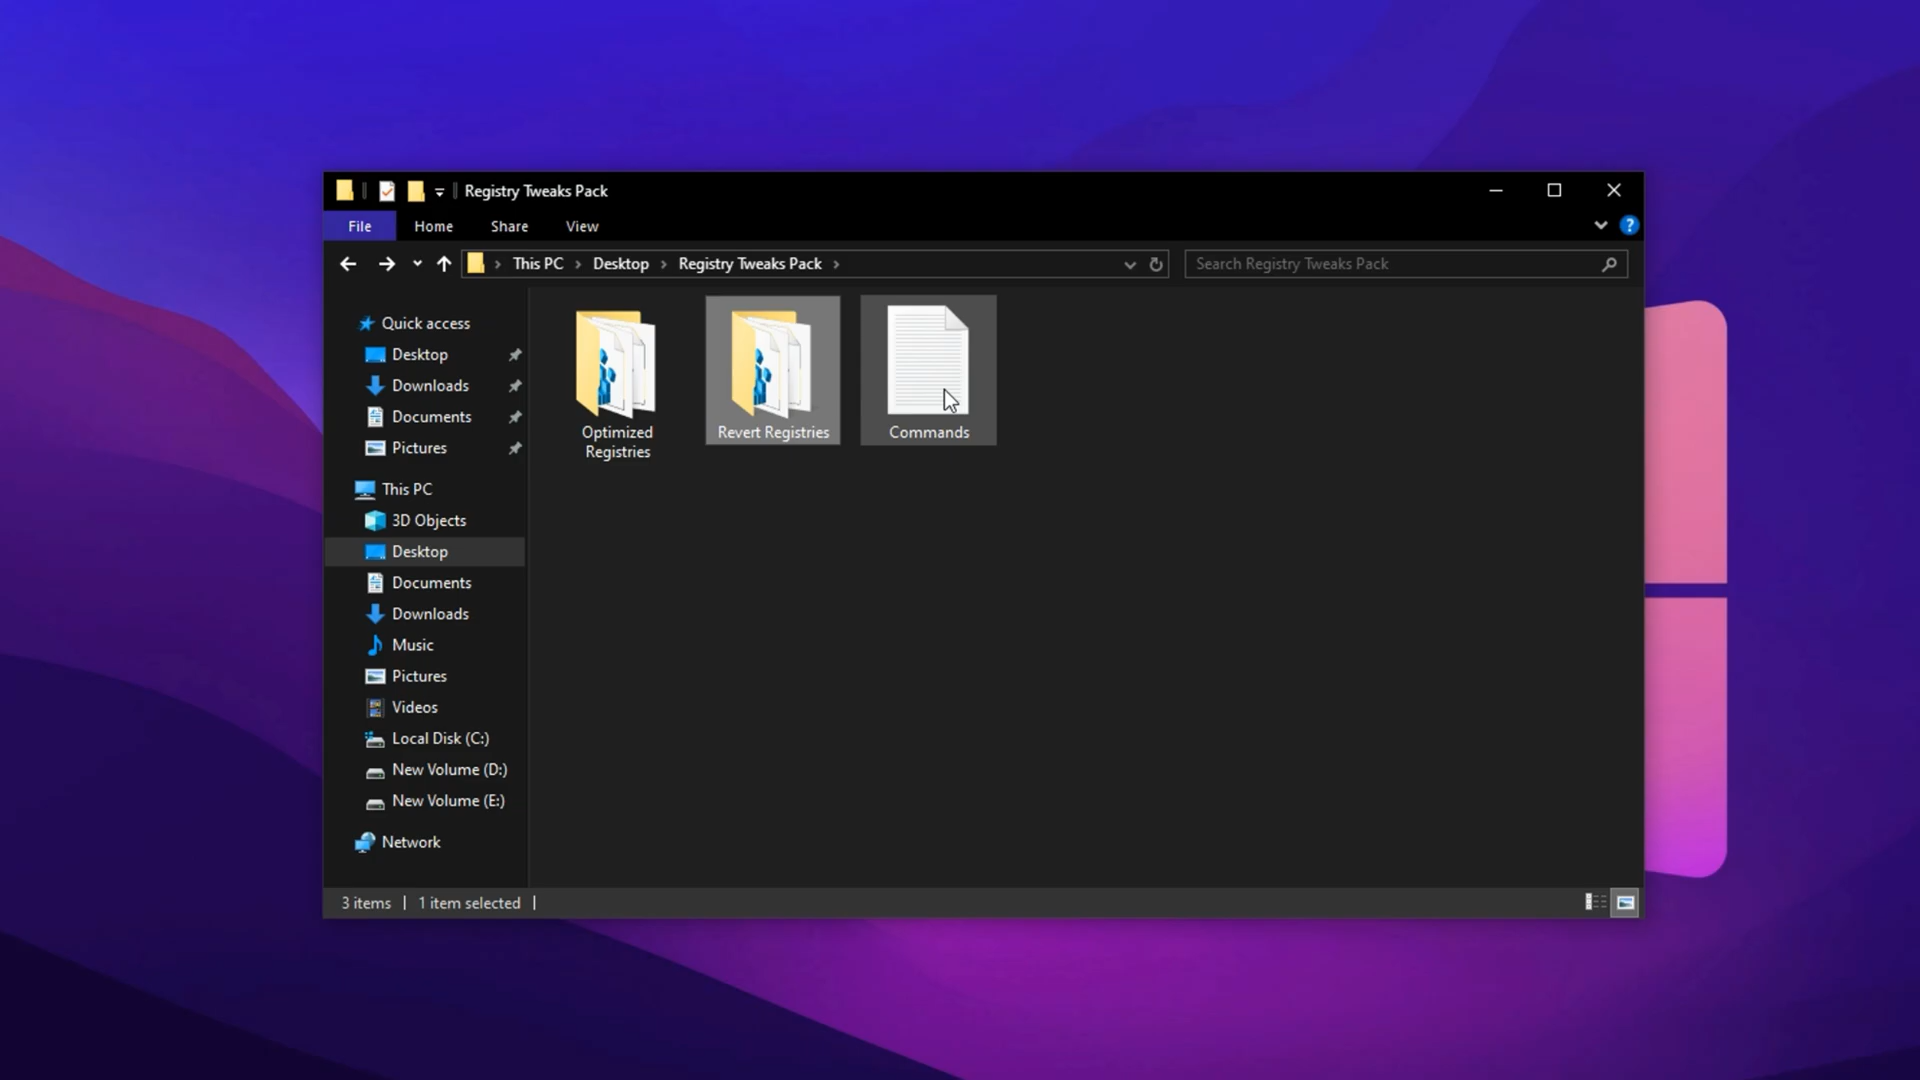 Registry Tweaks Pack
File Home Share View
?
This PC Desktop Registry Tweaks Pack
Search Registry Tweaks Pack
Quick access
Desktop
Downloads
Documents
Pictures
This PC
3D Objects
Desktop
Documents
Downloads
Music
Pictures
Videos
Local Disk (C:)
New Volume (D:)
New Volume (E:)
Network
Optimized
Registries
Revert Registries
Commands
3 items 1 item selected